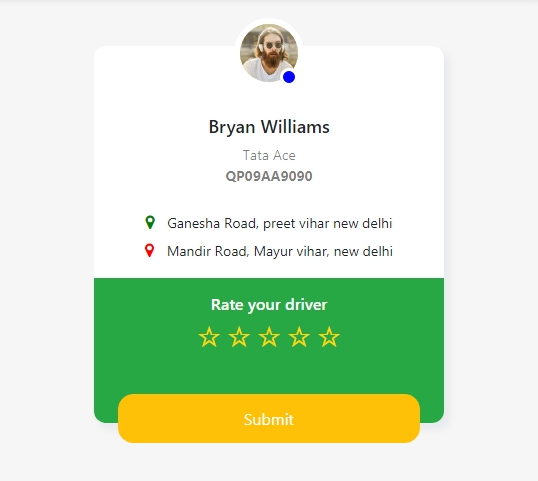 Bryan Williams
Tata Ace
QP09AA9090
Ganesha Road, preet vihar new delhi
Mandir Road, Mayur vihar, new delhi
Rate your driver
Submit